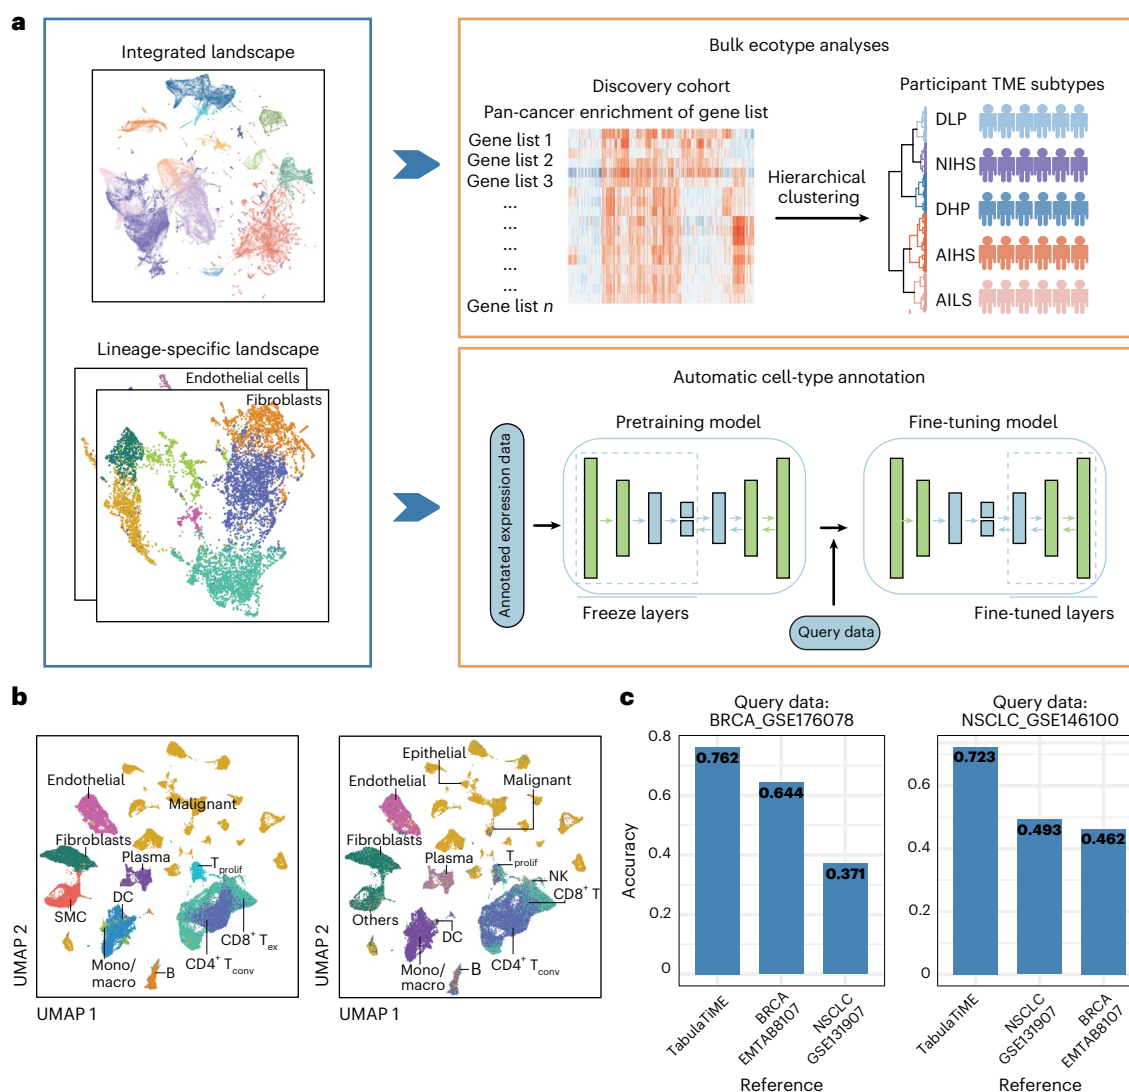 a
Integrated landscape
Lineage-specific landscape
Endothelial cells
Fibroblasts
Bulk ecotype analyses
Discovery cohort
Pan-cancer enrichment of gene list
Gene list 1
Gene list 2
Gene list 3
...
...
...
...
...
Gene list n
Hierarchical
clustering
Participant TME subtypes
DLP
NIHS
DHP
AIHS
AILS
Automatic cell-type annotation
Annotated expression data
Pretraining model
Freeze layers
Query data
Fine-tuning model
Fine-tuned layers
b
Endothelial
Malignant
Fibroblasts
Plasma
Tprolif
DC
SMC
CD8+ Tex
CD4+ Tconv
Mono/
macro
B
UMAP 2
UMAP 1
Epithelial
Endothelial
Malignant
Fibroblasts
Plasma
Tprolif
NK
CD8+ T
Others
DC
CD4+ Tconv
Mono/
macro
B
UMAP 2
UMAP 1
c
Query data:
BRCA_GSE176078
Accuracy
0.8
0.6
0.4
0.2
0
0.762
0.644
0.371
TabulaTIME
BRCA
EMTAB8107
NSCLC
GSE131907
Reference
Query data:
NSCLC_GSE146100
0.6
0.4
0.2
0
0.723
0.493
0.462
TabulaTIME
NSCLC
GSE131907
BRCA
EMTAB8107
Reference